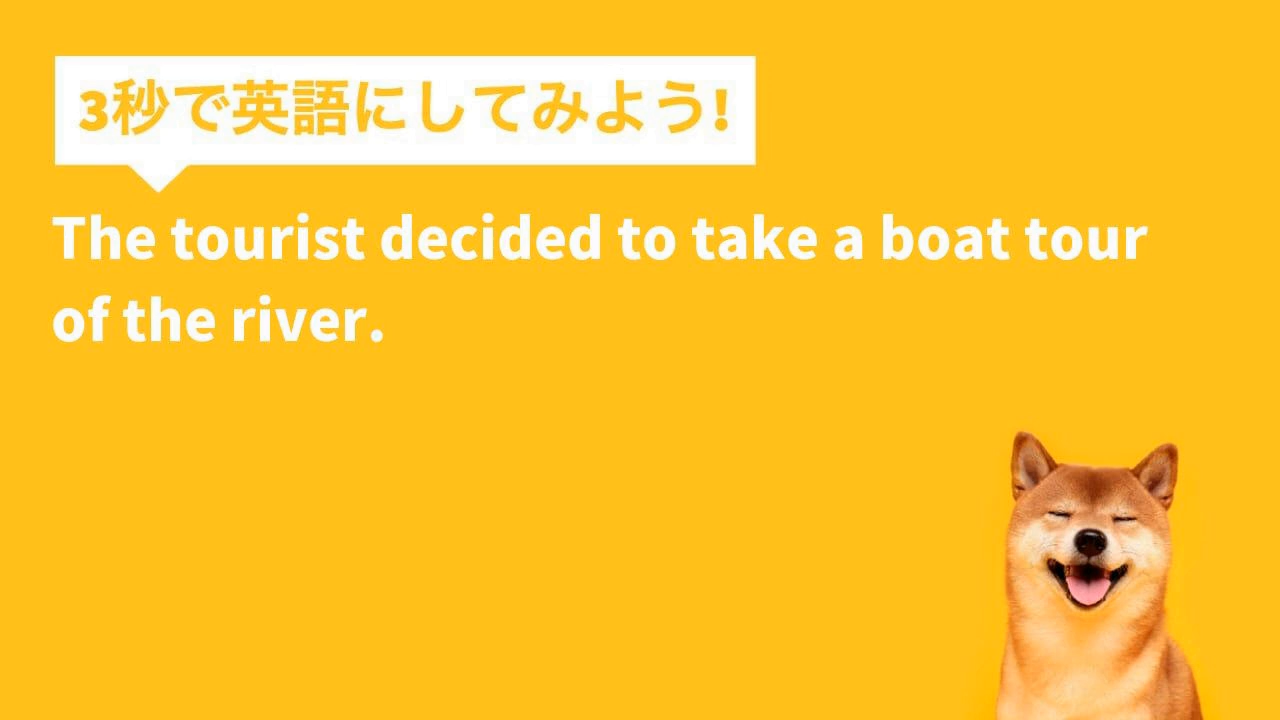 3秒で英語にしてみよう!
The tourist decided to take a boat tour
of the river.